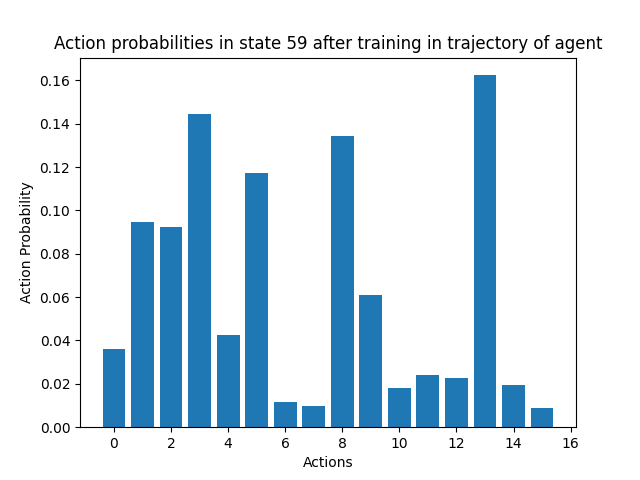 Action probabilities in state 59 after training in trajectory of agent
0.16
0.14
0.12
0.10
0.08
0.06
0.04
0.02
0.00
Action Probability
0 2 4 6 8 10 12 14 16
Actions